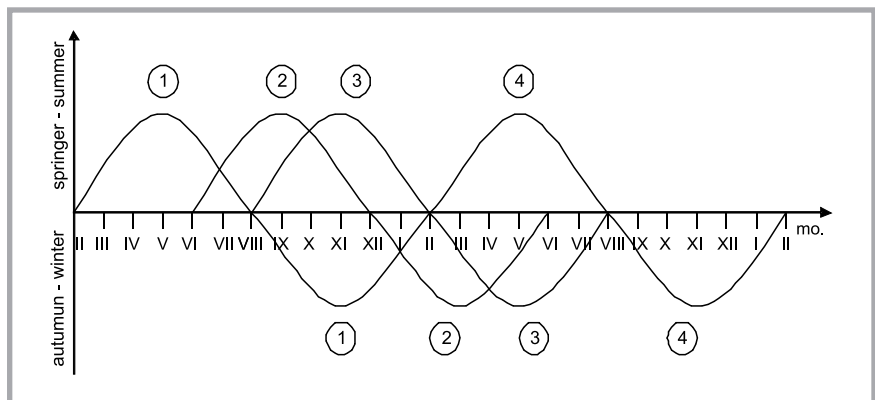 springer - summer
autumun - winter
1 2 3 4
II III IV V VI VII VIII IX X XI XII I II III IV V VI VII VIII IX X XI XII I II
mo.
1 2 3 4